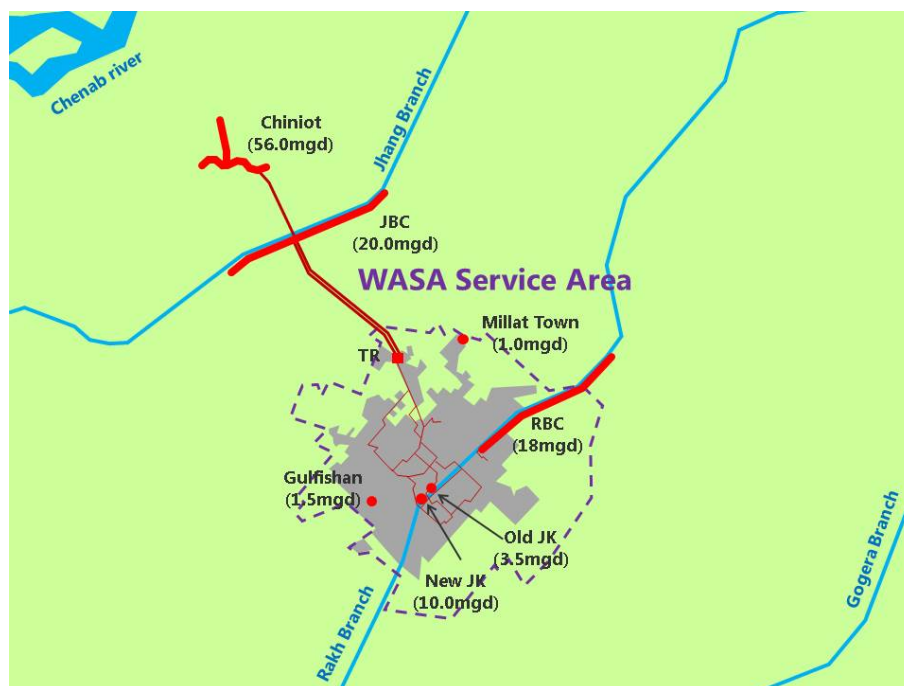 Chenab river
Chiniot
(56.0mgd)
Jhang Branch
JBC
(20.0mgd)
WASA Service Area
Millat Town
(1.0mgd)
TR
RBC
(18mgd)
Gulfishan
(1.5mgd)
Old JK
(3.5mgd)
New JK
(10.0mgd)
Rakh Branch
Gogera Branch